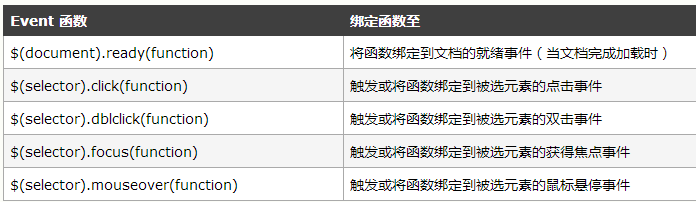 Event 函数 绑定函数至
$(document).ready(function) 将函数绑定到文档的就绪事件（当文档完成加载时）
$(selector).click(function) 触发或将函数绑定到被选元素的点击事件
$(selector).dblclick(function) 触发或将函数绑定到被选元素的双击事件
$(selector).focus(function) 触发或将函数绑定到被选元素的获得焦点事件
$(selector).mouseover(function) 触发或将函数绑定到被选元素的鼠标悬停事件